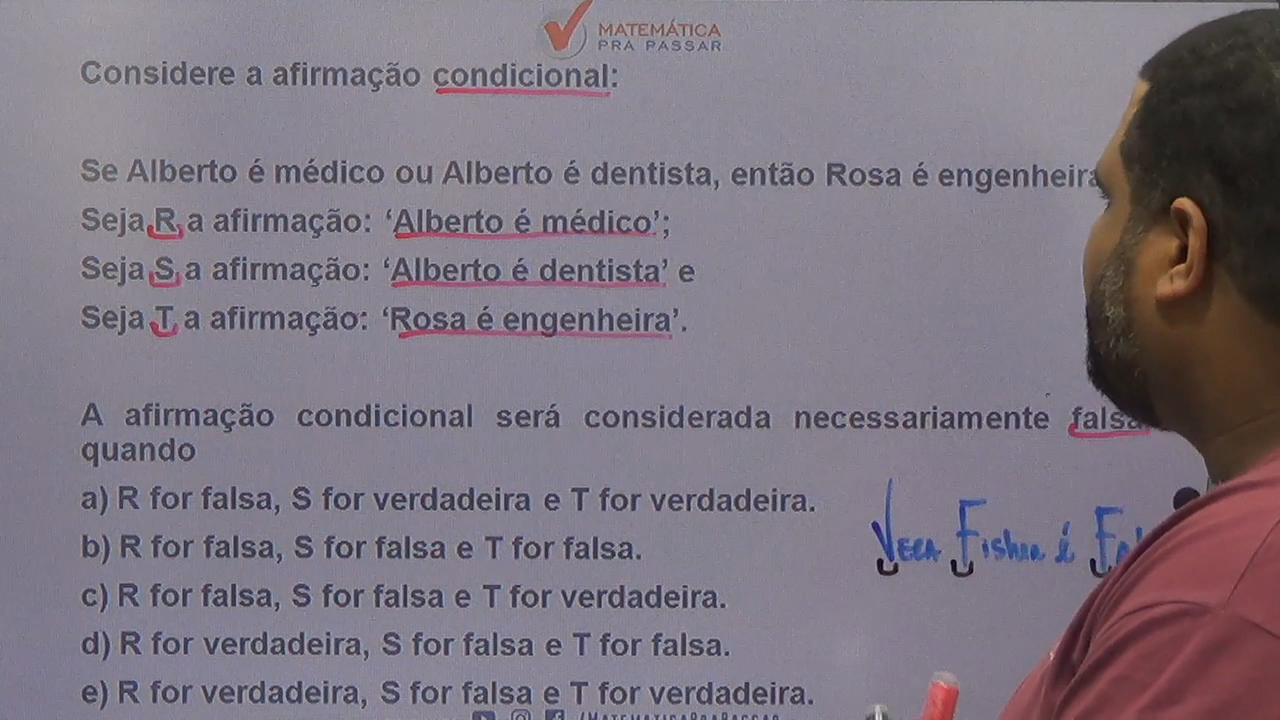 MATEMÁTICA
PRA PASSAR
Considere a afirmação condicional:
Se Alberto é médico ou Alberto é dentista, então Rosa é engenheira
Seja R a afirmação: ‘Alberto é médico’;
Seja S a afirmação: ‘Alberto é dentista’ e
Seja T a afirmação: ‘Rosa é engenheira’.
A afirmação condicional será considerada necessariamente falsa
quando
a) R for falsa, S for verdadeira e T for verdadeira.
b) R for falsa, S for falsa e T for falsa.
c) R for falsa, S for falsa e T for verdadeira.
d) R for verdadeira, S for falsa e T for falsa.
e) R for verdadeira, S for falsa e T for verdadeira.
VERA Fisher é
/MATEMATICAPRAPASSAR